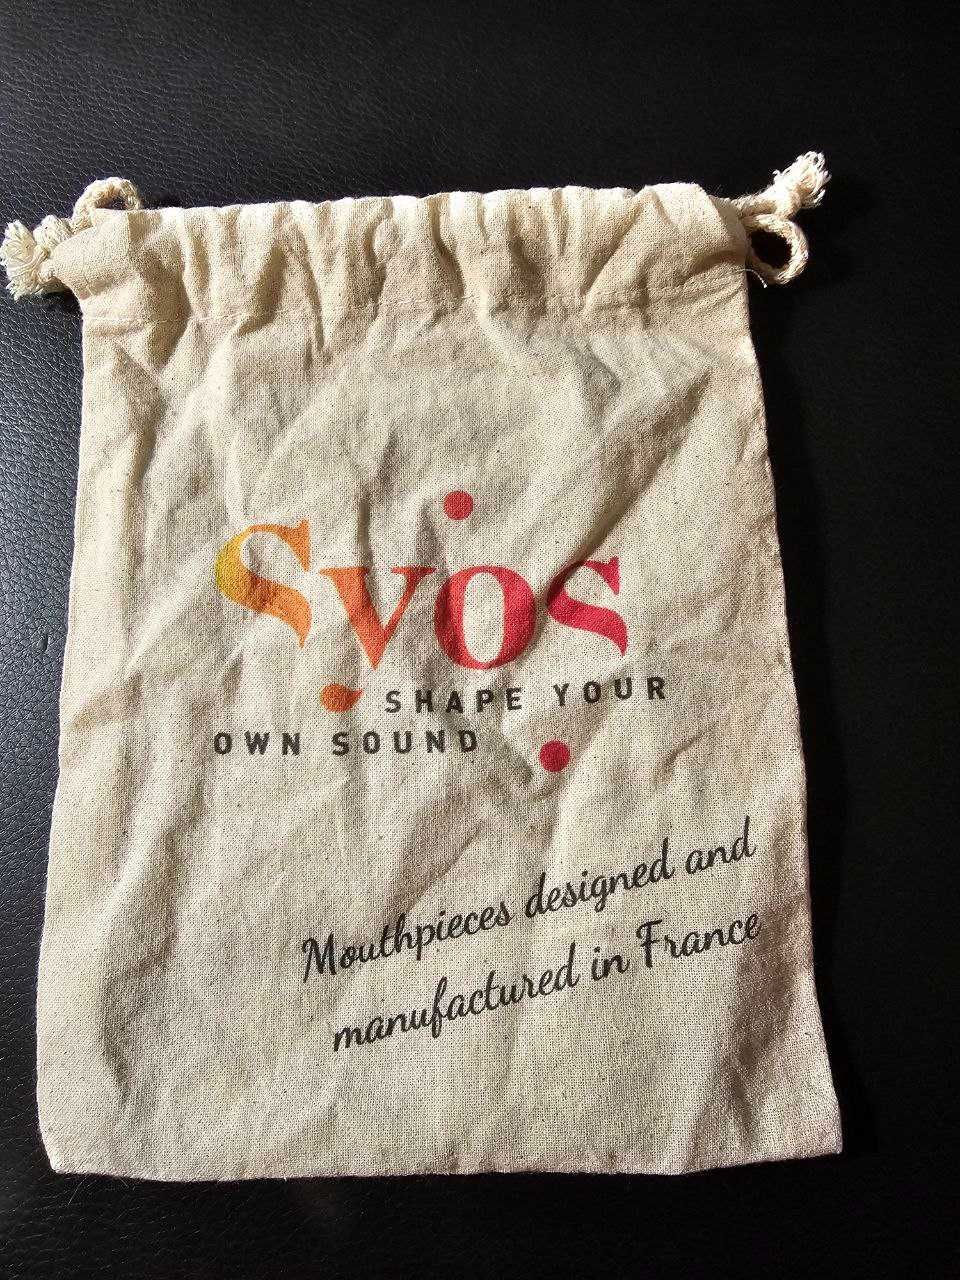 Syos
SHAPE YOUR
OWN SOUND
Mouthpieces designed and
manufactured in France